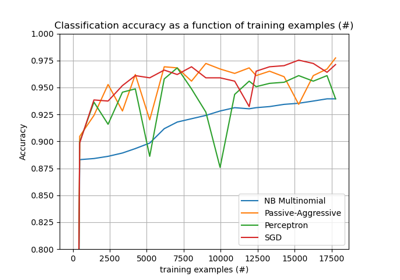 Classification accuracy as a function of training examples (#)
1.000
0.975
0.950
0.925
0.900
0.875
0.850
0.825
0.800
Accuracy
NB Multinomial
Passive-Aggressive
Perceptron
SGD
0 2500 5000 7500 10000 12500 15000 17500
training examples (#)